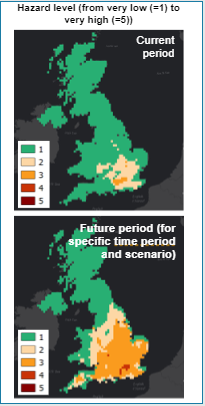 Hazard level (from very low (=1) to
very high (=5))
Current
period
1
2
3
4
5
Future period (for
specific time period
and scenario)
1
2
3
4
5